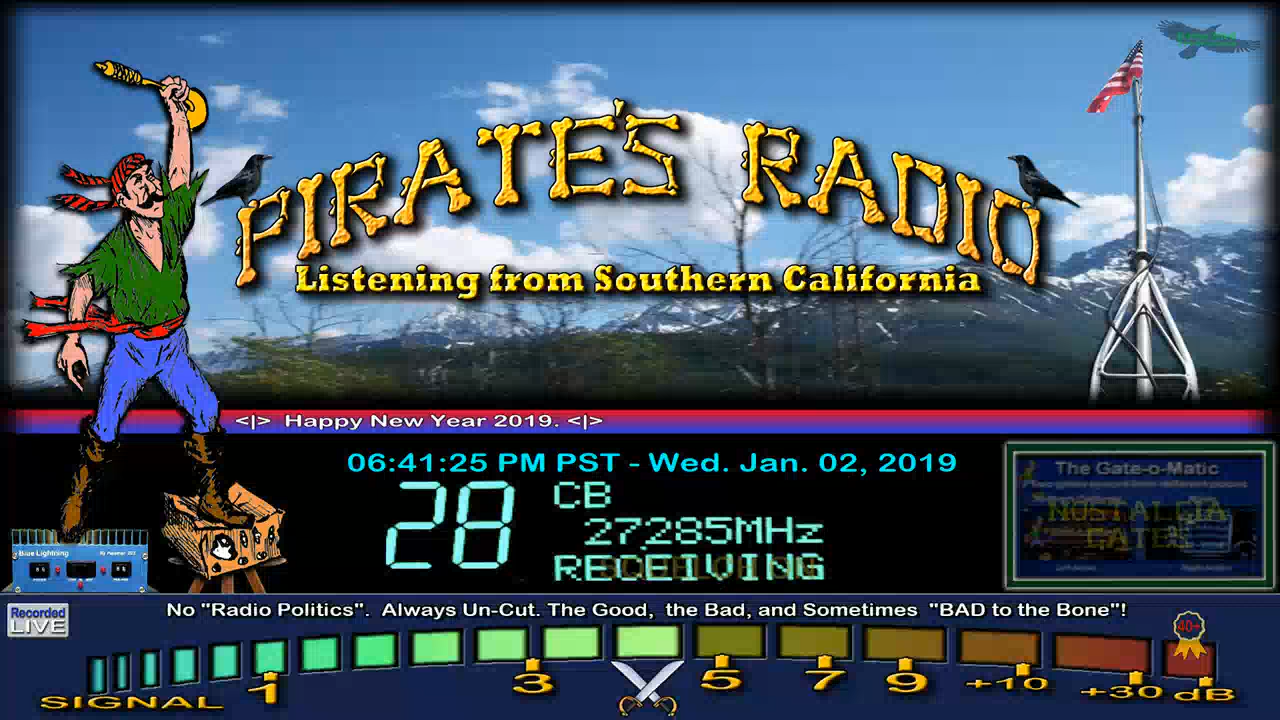 PIRATE'S RADIO
Listening from Southern California
<|> Happy New Year 2019. <|>
06:41:25 PM PST - Wed. Jan. 02, 2019
28
CB
27.285MHz
RECEIVING
The Gate-o-Matic
NOSTALGIA
GATES
Blue Lightning
No "Radio Politics". Always Un-Cut. The Good, the Bad, and Sometimes "BAD to the Bone"!
Recorded
LIVE
40+
SIGNAL 1 3 5 7 9 +10 +30 dB